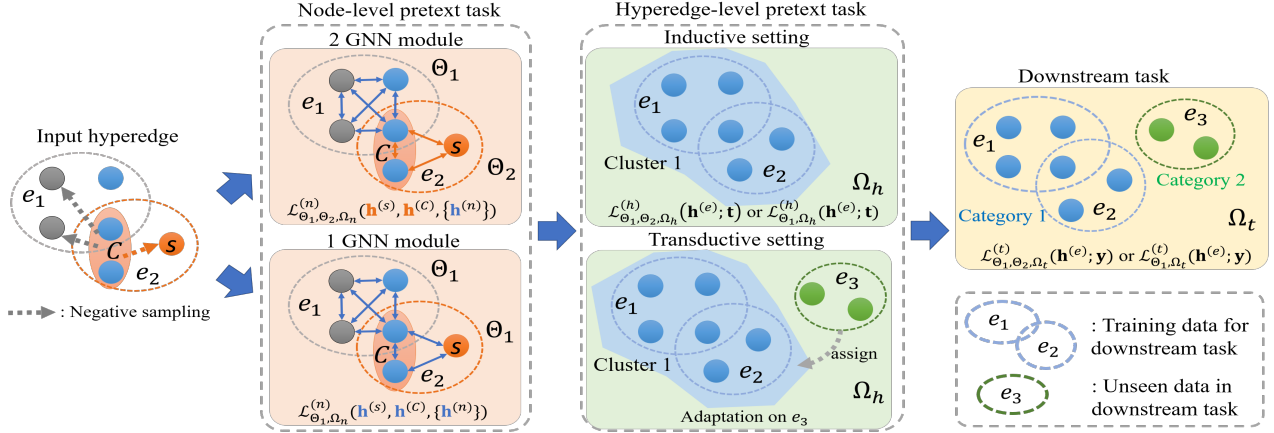 Input hyperedge
e₁
C
s
e₂
: Negative sampling
Node-level pretext task
2 GNN module
Θ₁
e₁
C
s
e₂
Θ₂
ℒ⁽ⁿ⁾_{Θ₁,Θ₂,Ωₙ}(𝐡⁽ˢ⁾, 𝐡⁽ᶜ⁾, {𝐡⁽ⁿ⁾})
1 GNN module
Θ₁
e₁
C
s
e₂
Θ₁
ℒ⁽ⁿ⁾_{Θ₁,Ωₙ}(𝐡⁽ˢ⁾, 𝐡⁽ᶜ⁾, {𝐡⁽ⁿ⁾})
Hyperedge-level pretext task
Inductive setting
e₁
Cluster 1
e₂
Ωₕ
ℒ⁽ʰ⁾_{Θ₁,Θ₂,Ωₕ}(𝐡⁽ᵉ⁾; 𝐭) or ℒ⁽ʰ⁾_{Θ₁,Ωₕ}(𝐡⁽ᵉ⁾; 𝐭)
Transductive setting
e₁
e₃
Cluster 1
e₂
assign
Ωₕ
Adaptation on e₃
Downstream task
e₁
e₃
Category 2
Category 1
e₂
Ωₜ
ℒ⁽ᵗ⁾_{Θ₁,Θ₂,Ωₜ}(𝐡⁽ᵉ⁾; 𝐲) or ℒ⁽ᵗ⁾_{Θ₁,Ωₜ}(𝐡⁽ᵉ⁾; 𝐲)
e₁
e₂
: Training data for
downstream task
e₃
: Unseen data in
downstream task